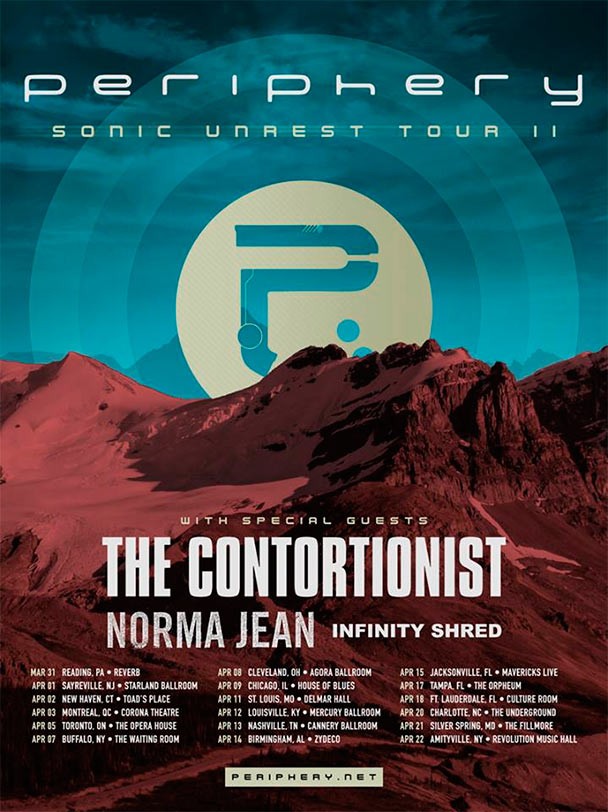 periphery
SONIC UNREST TOUR II
WITH SPECIAL GUESTS
THE CONTORTIONIST
NORMA JEAN INFINITY SHRED
MAR 31 READING, PA • REVERB
APR 01 SAYREVILLE, NJ • STARLAND BALLROOM
APR 02 NEW HAVEN, CT • TOAD'S PLACE
APR 03 MONTREAL, QC • CORONA THEATRE
APR 05 TORONTO, ON • THE OPERA HOUSE
APR 07 BUFFALO, NY • THE WAITING ROOM
APR 08 CLEVELAND, OH • AGORA BALLROOM
APR 09 CHICAGO, IL • HOUSE OF BLUES
APR 11 ST. LOUIS, MO • DELMAR HALL
APR 12 LOUISVILLE, KY • MERCURY BALLROOM
APR 13 NASHVILLE, TN • CANNERY BALLROOM
APR 14 BIRMINGHAM, AL • ZYDECO
APR 15 JACKSONVILLE, FL • MAVERICKS LIVE
APR 17 TAMPA, FL • THE ORPHEUM
APR 18 FT. LAUDERDALE, FL • CULTURE ROOM
APR 20 CHARLOTTE, NC • THE UNDERGROUND
APR 21 SILVER SPRING, MD • THE FILLMORE
APR 22 AMITYVILLE, NY • REVOLUTION MUSIC HALL
PERIPHERY.NET